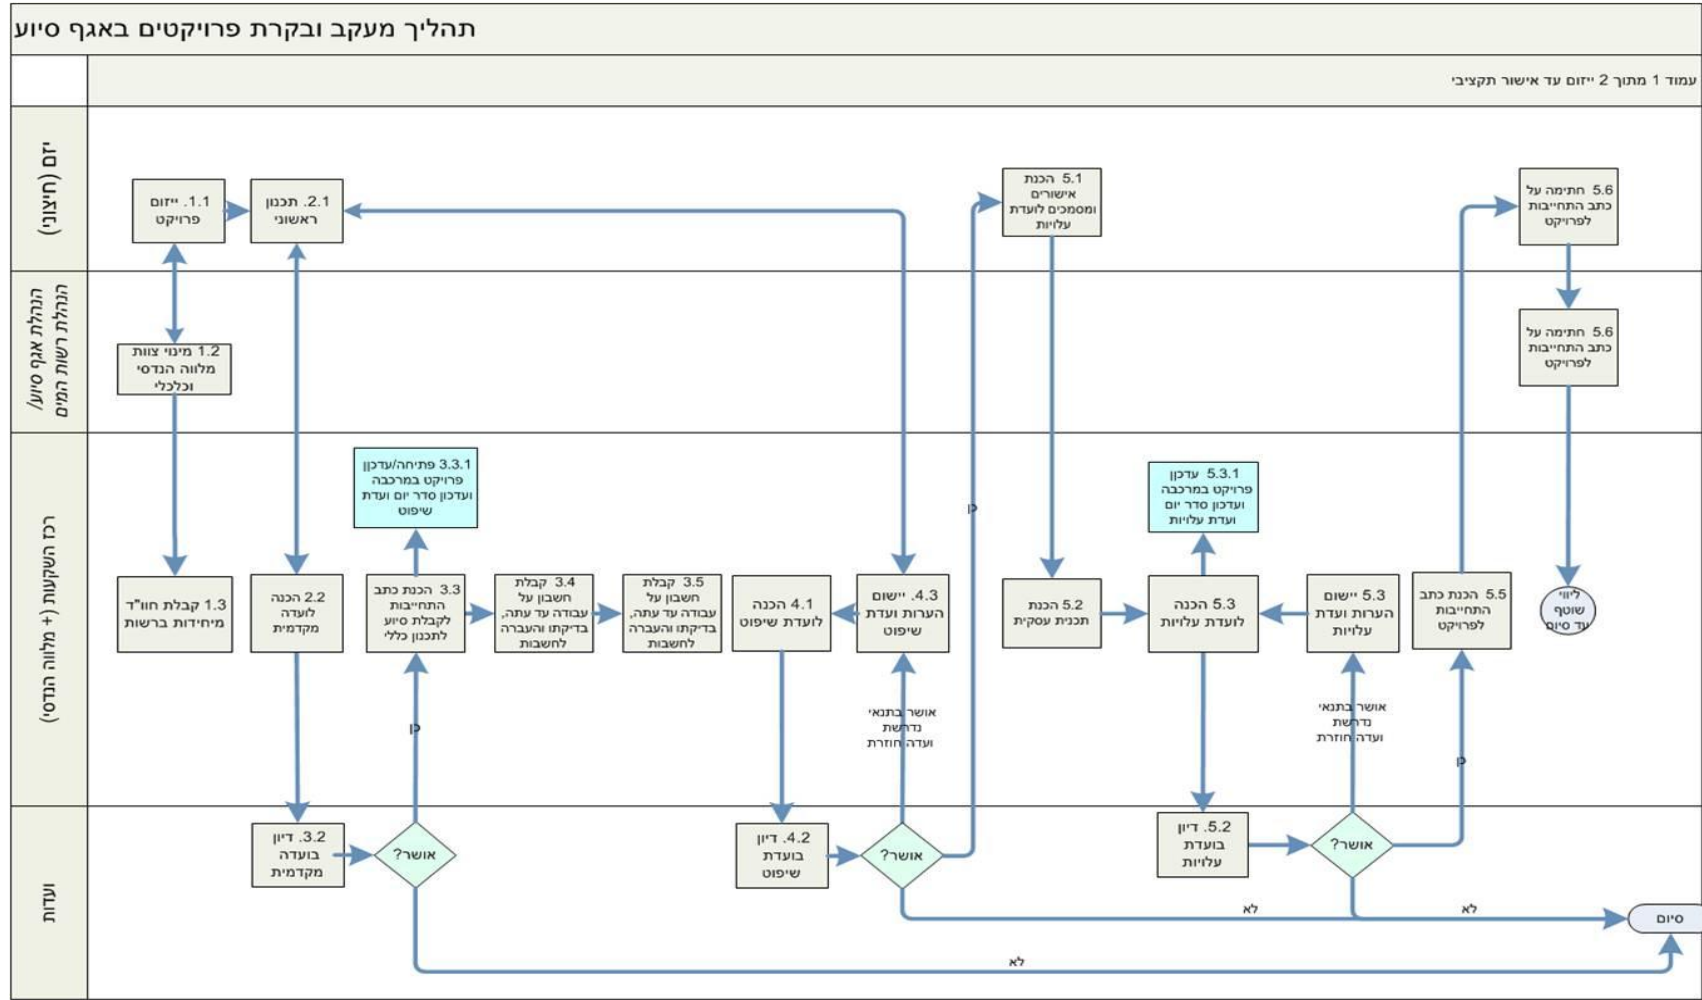 תהליך מעקב ובקרת פרויקטים באגף סיוע
עמוד 1 מתוך 2 ייזום עד אישור תקציבי
יזם (חיצוני)
1.1. ייזום
פרויקט
2.1. תכנון
ראשוני
5.1 הכנת
אישורים
ומסמכים לועדת
עלויות
5.6 חתימה על
כתב התחייבות
לפרויקט
הנהלת אגף סיוע/
הנהלת רשות המים
1.2 מינוי צוות
מלווה הנדסי
וכלכלי
5.6 חתימה על
כתב התחייבות
לפרויקט
רכז השקעות (+ מלווה הנדסי)
3.3.1 פתיחה/עדכןן
פרויקט במרכבה
ועדכון סדר יום ועדת
שיפוט
5.3.1 עדכןן
פרויקט במרכבה
ועדכון סדר יום
ועדת עלויות
כן
1.3 קבלת חוו"ד
מיחידות ברשות
2.2 הכנה
לועדה
מקדמית
3.3 הכנת כתב
התחייבות
לקבלת סיוע
לתכנון כללי
3.4 קבלת
חשבון על
עבודה עד עתה,
בדיקתו והעברה
לחשבות
3.5 קבלת
חשבון על
עבודה עד עתה,
בדיקתו והעברה
לחשבות
4.1 הכנה
לועדת שיפוט
4.3. יישום
הערות ועדת
שיפוט
5.2 הכנת
תכנית עסקית
5.3 הכנה
לועדת עלויות
5.3 יישום
הערות ועדת
עלויות
5.5 הכנת כתב
התחייבות
לפרויקט
ליווי
שוטף
עד סיום
כן
אושר בתנאי
נדרשת
ועדה חוזרת
אושר בתנאי
נדרשת
ועדה חוזרת
כן
ועדות
3.2. דיון
בועדה
מקדמית
אושר?
4.2. דיון
בועדת
שיפוט
אושר?
5.2. דיון
בועדת
עלויות
אושר?
לא
לא
סיום
לא